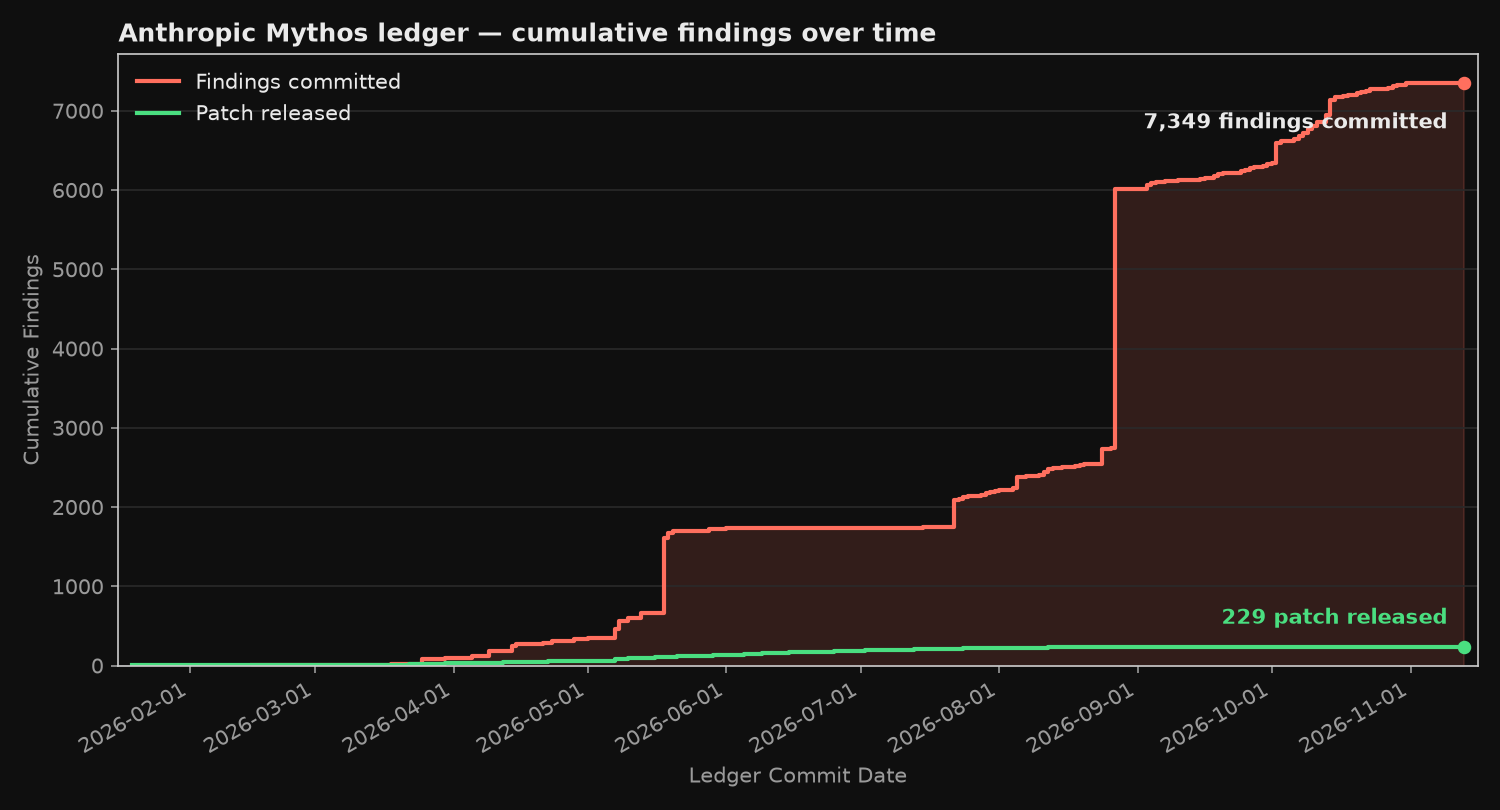 Anthropic Mythos ledger — cumulative findings over time
Findings committed
Patch released
7,349 findings committed
229 patch released
Cumulative Findings
7000
6000
5000
4000
3000
2000
1000
0
2026-02-01
2026-03-01
2026-04-01
2026-05-01
2026-06-01
2026-07-01
2026-08-01
2026-09-01
2026-10-01
2026-11-01
Ledger Commit Date